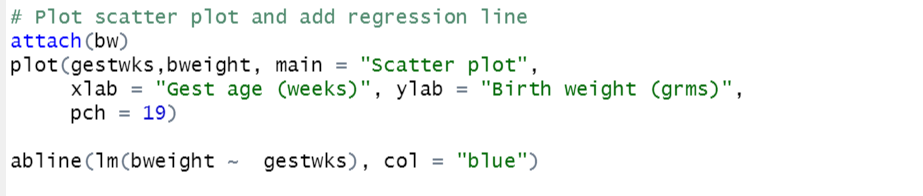 # Plot scatter plot and add regression line
attach(bw)
plot(gestwks,bweight, main = "Scatter plot",
     xlab = "Gest age (weeks)", ylab = "Birth weight (grms)",
     pch = 19)

abline(lm(bweight ~  gestwks), col = "blue")